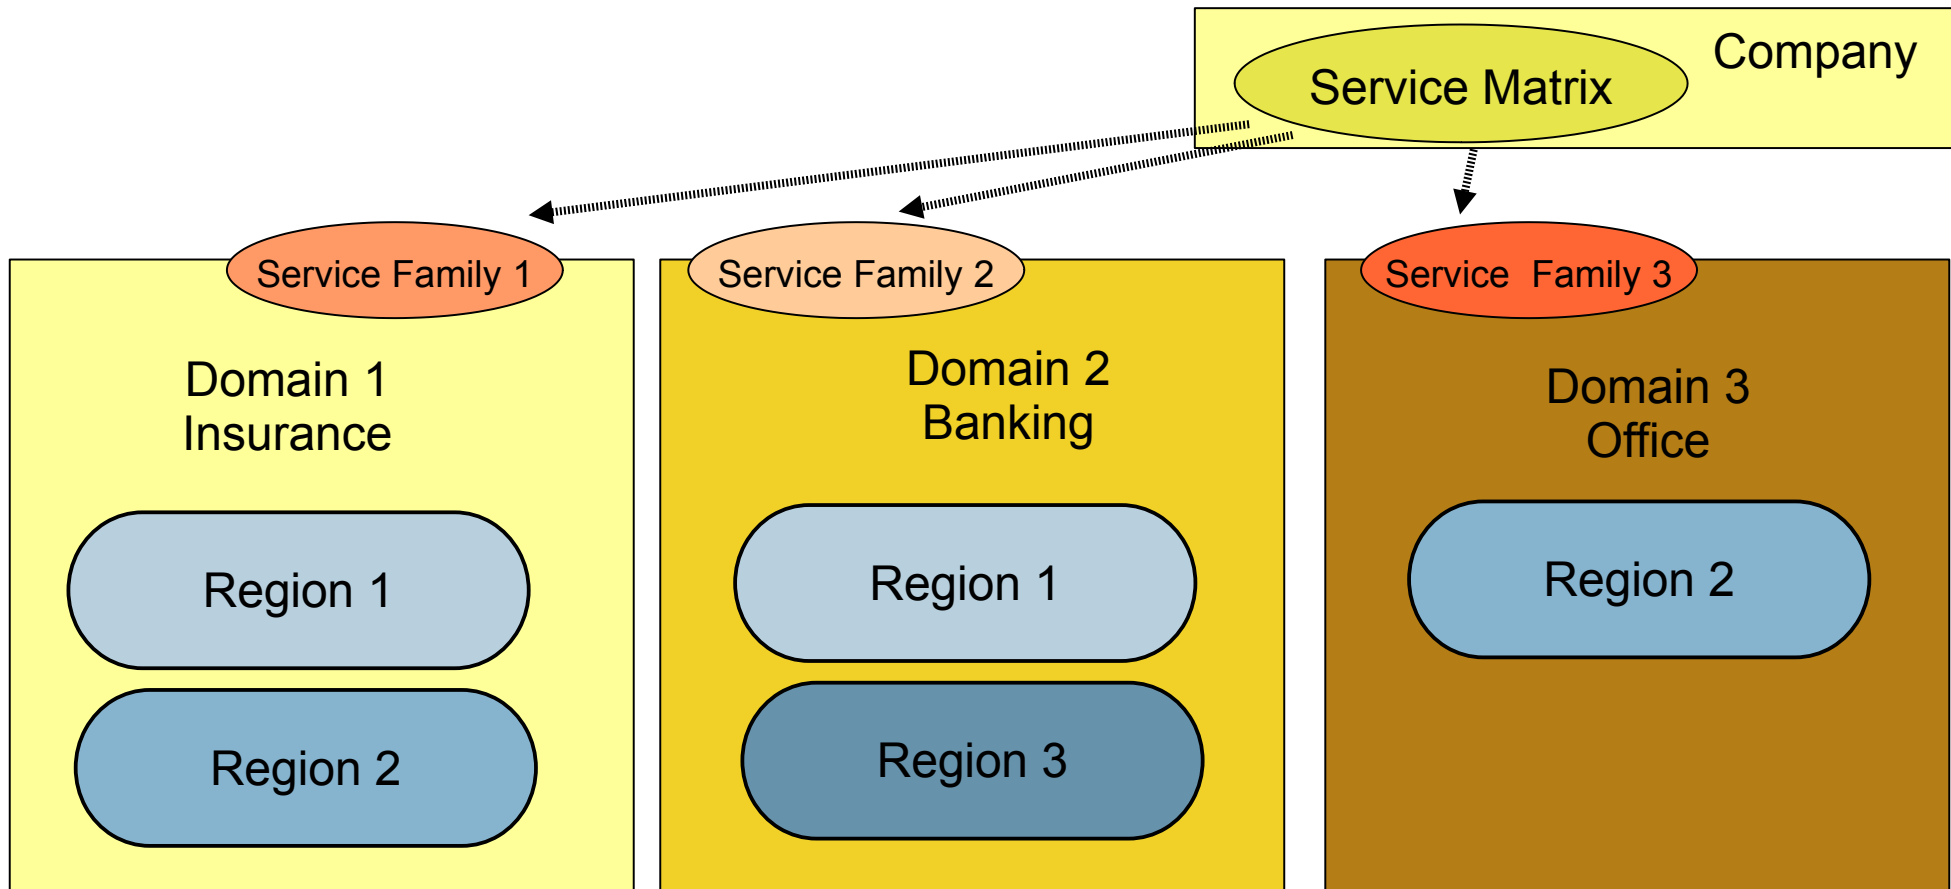 Company
Service Matrix
Service Family 1
Service Family 2
Service  Family 3
Domain 1
Insurance
Domain 2
Banking
Domain 3
Office
Region 1
Region 2
Region 1
Region 3
Region 2